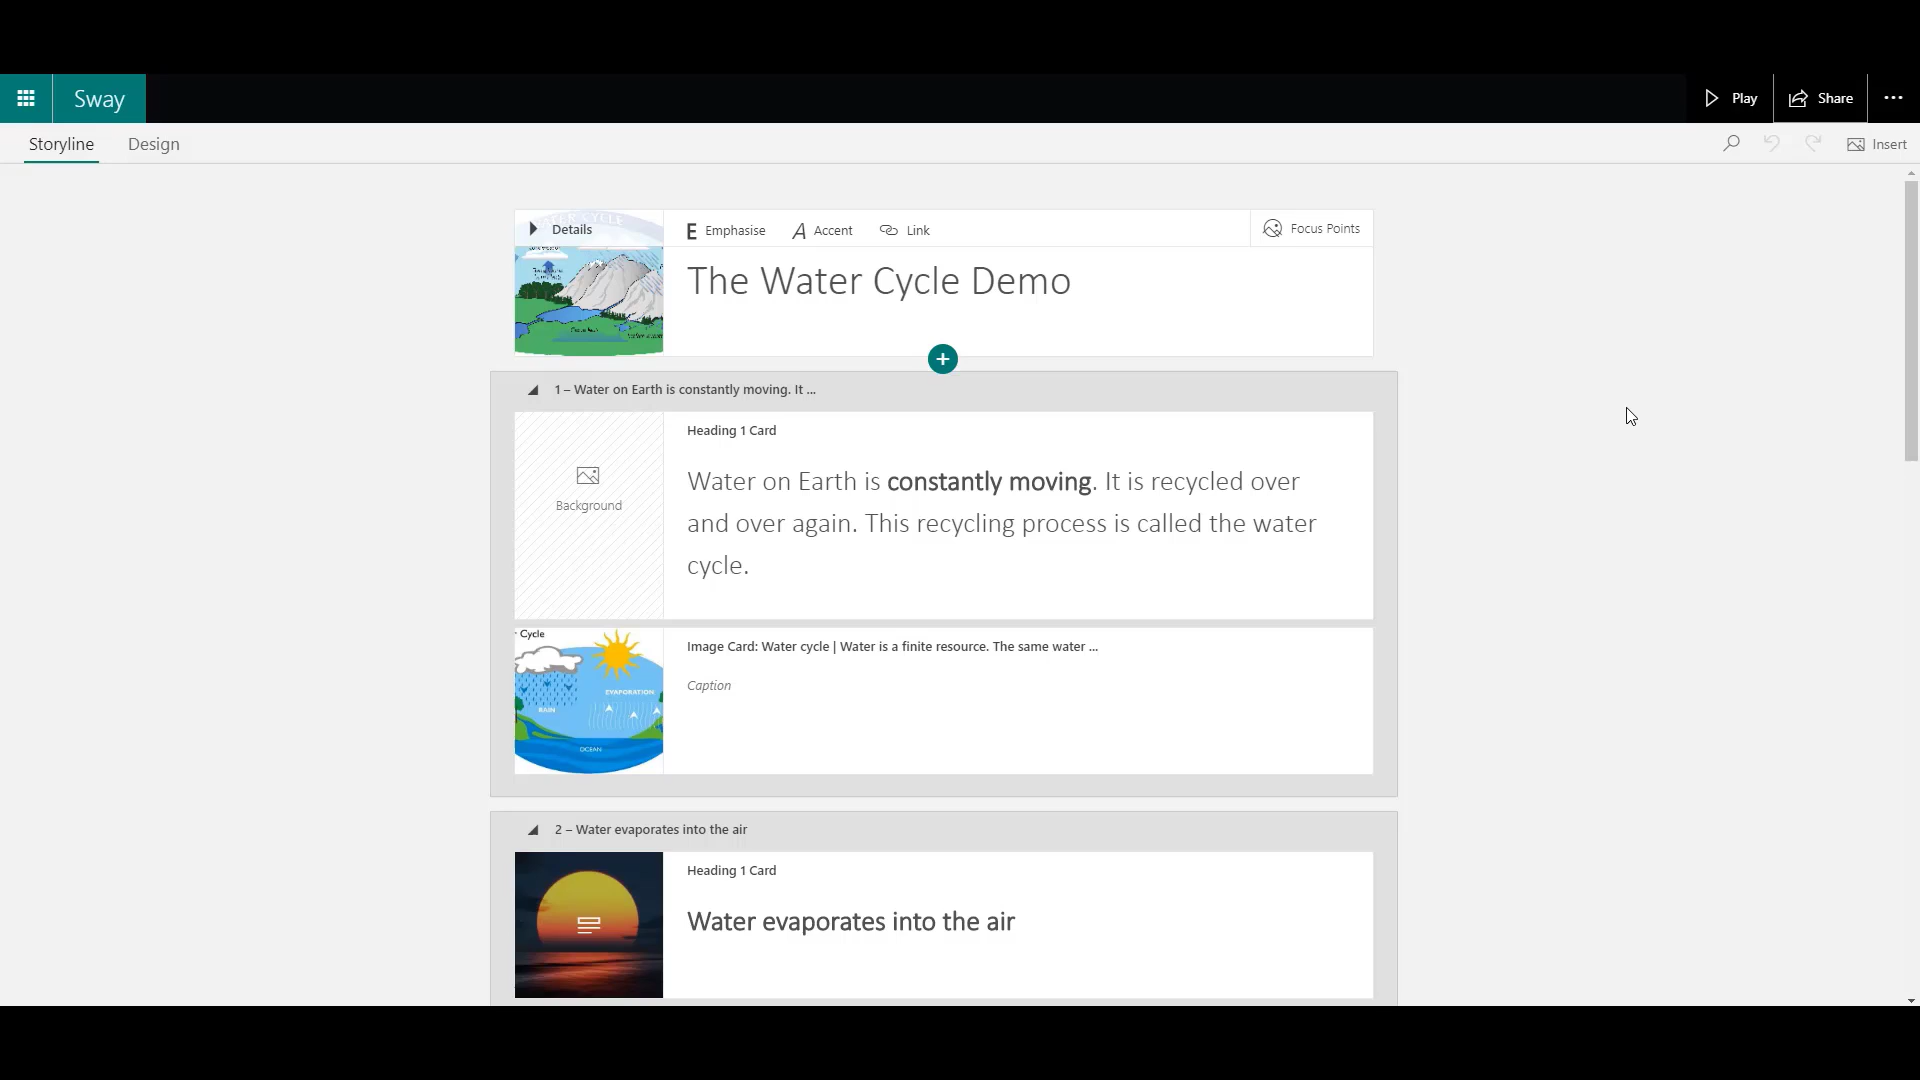 Sway
Play
Share
Storyline
Design
Insert
Details
Emphasise
Accent
Link
Focus Points
The Water Cycle Demo
1 – Water on Earth is constantly moving. It ...
Heading 1 Card
Background
Water on Earth is constantly moving. It is recycled over
and over again. This recycling process is called the water
cycle.
Cycle
EVAPORATION
RAIN
OCEAN
Image Card: Water cycle | Water is a finite resource. The same water ...
Caption
2 – Water evaporates into the air
Heading 1 Card
Water evaporates into the air